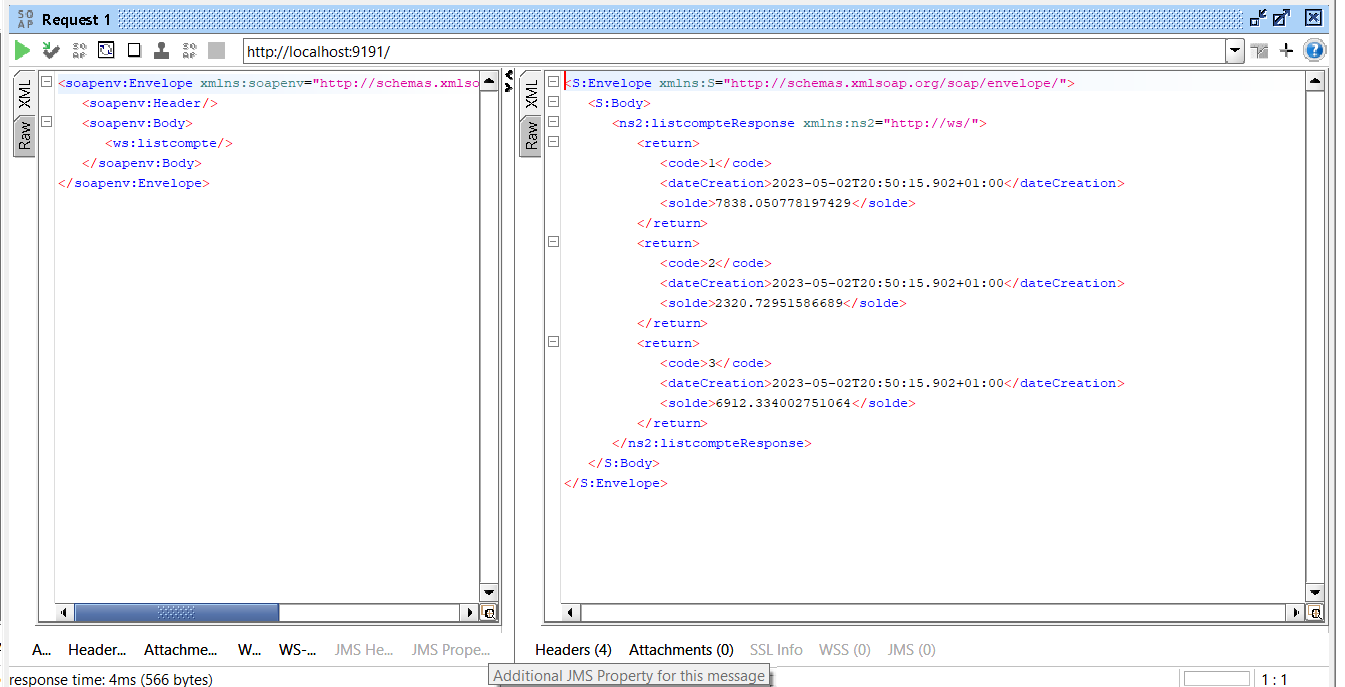 SO
AP
Request 1
http://localhost:9191/
XML
Raw
<soapenv:Envelope xmlns:soapenv="http://schemas.xmlso
<soapenv:Header/>
<soapenv:Body>
<ws:listcompte/>
</soapenv:Body>
</soapenv:Envelope>
XML
Raw
<S:Envelope xmlns:S="http://schemas.xmlsoap.org/soap/envelope/">
<S:Body>
<ns2:listcompteResponse xmlns:ns2="http://ws/">
<return>
<code>1</code>
<dateCreation>2023-05-02T20:50:15.902+01:00</dateCreation>
<solde>7838.050778197429</solde>
</return>
<return>
<code>2</code>
<dateCreation>2023-05-02T20:50:15.902+01:00</dateCreation>
<solde>2320.72951586689</solde>
</return>
<return>
<code>3</code>
<dateCreation>2023-05-02T20:50:15.902+01:00</dateCreation>
<solde>6912.334002751064</solde>
</return>
</ns2:listcompteResponse>
</S:Body>
</S:Envelope>
A... Header... Attachme... W... WS-... JMS He... JMS Prope...
Headers (4) Attachments (0) SSL Info WSS (0) JMS (0)
Additional JMS Property for this message
response time: 4ms (566 bytes)
1 : 1